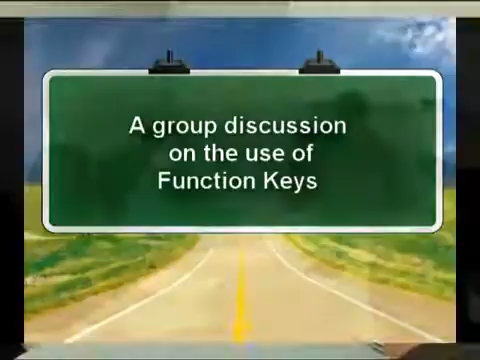 A group discussion
on the use of
Function Keys